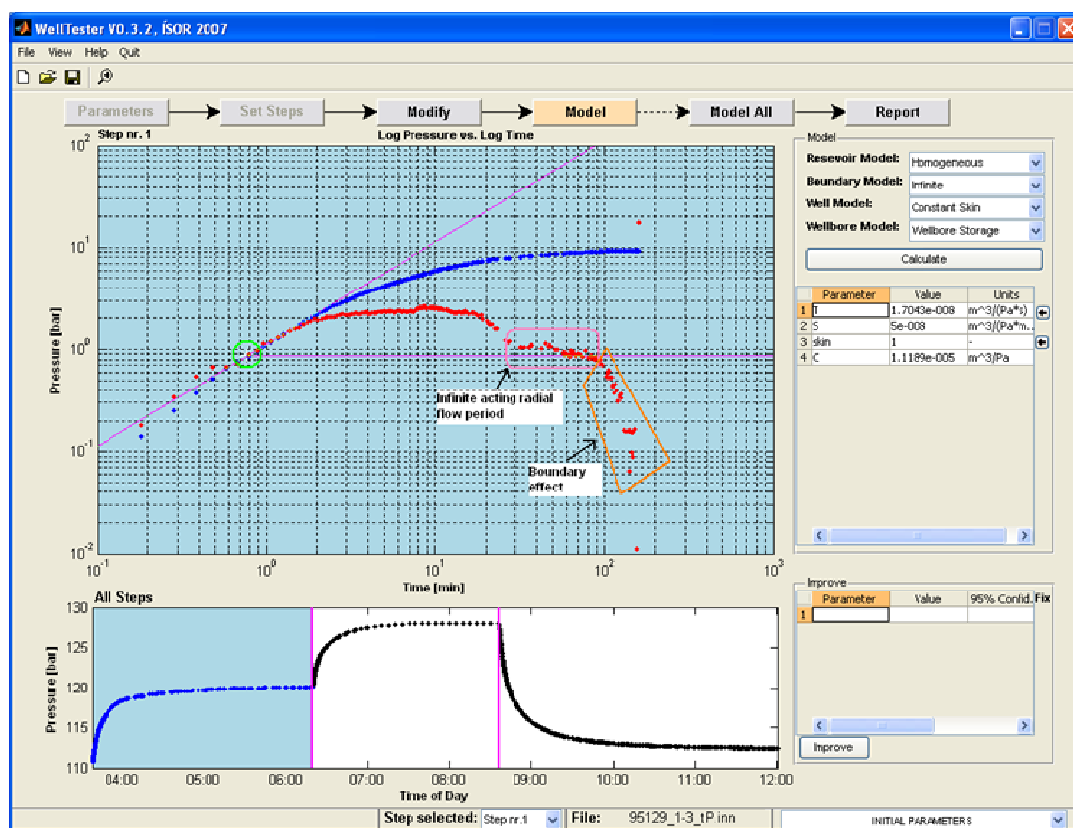 WellTester V0.3.2, ÍSOR 2007
File View Help Quit
Parameters Set Steps Modify Model Model All Report
Step nr. 1 Log Pressure vs. Log Time
Pressure [bar]
10^2
10^1
10^0
10^-1
10^-2
Infinite acting radial
flow period
Boundary
effect
10^-1 10^0 10^1 10^2 10^3
Time [min]
Model
Resevoir Model: Homogeneous
Boundary Model: Infinite
Well Model: Constant Skin
Wellbore Model: Wellbore Storage
Calculate
Parameter Value Units
1 T 1.7043e-008 m^3/(Pa*s)
2 S 5e-008 m^3/(Pa*m...
3 skin 1 -
4 C 1.1189e-005 m^3/Pa
All Steps
Pressure [bar]
130
120
115
110
04:00 05:00 06:00 07:00 08:00 09:00 10:00 11:00 12:00
Time of Day
Improve
Parameter Value 95% Confid. Fix
1
Improve
Step selected: Step nr.1 File: 95129_1-3_tP.inn INITIAL PARAMETERS